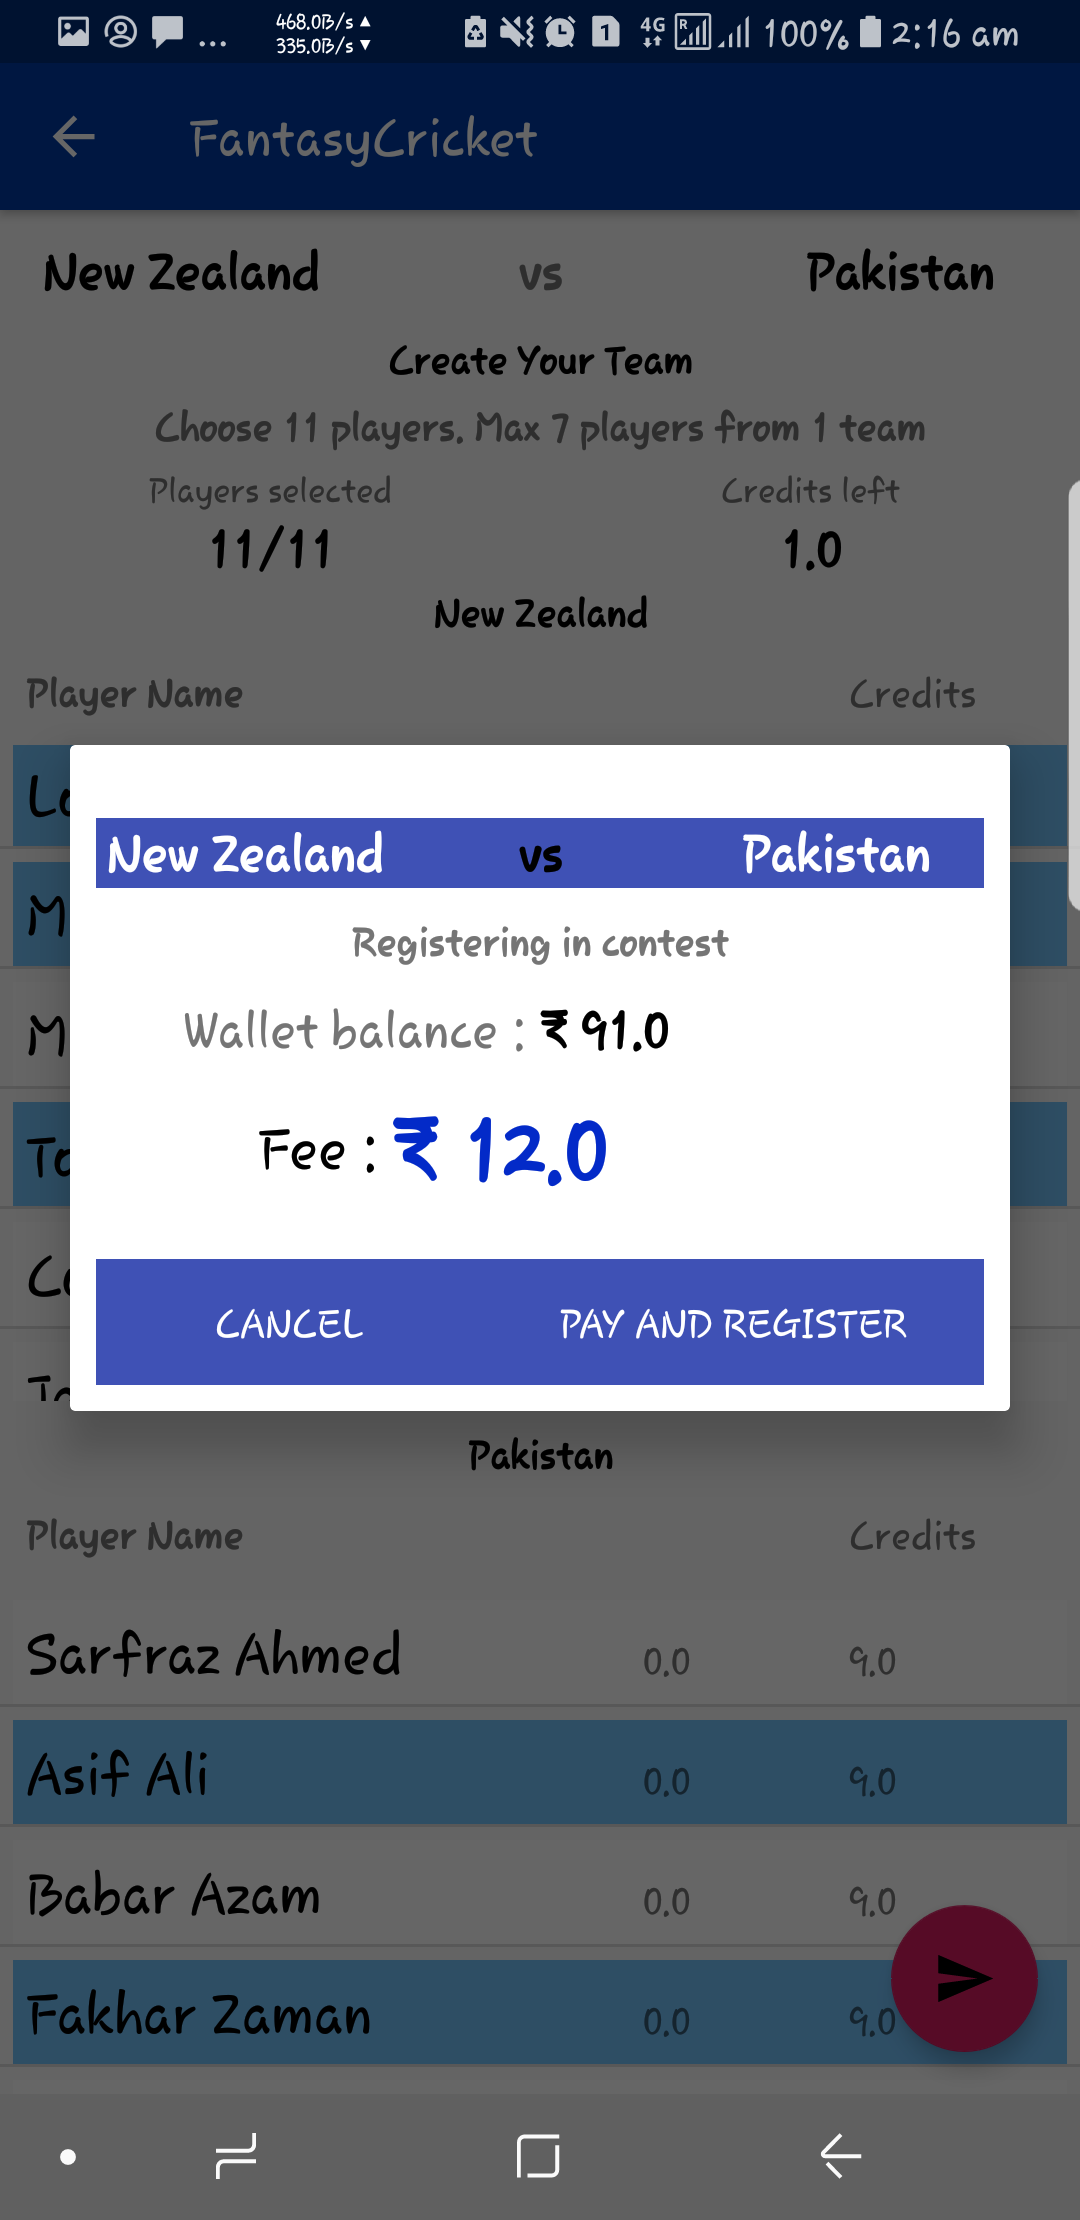 468.0B/s
335.0B/s
1 4G R 100% 2:16 am
FantasyCricket
New Zealand vs Pakistan
Create Your Team
Choose 11 players. Max 7 players from 1 team
Players selected Credits left
11/11 1.0
New Zealand
Player Name Credits
New Zealand vs Pakistan
Registering in contest
Wallet balance : ₹ 91.0
Fee : ₹ 12.0
CANCEL PAY AND REGISTER
Pakistan
Player Name Credits
Sarfraz Ahmed 0.0 9.0
Asif Ali 0.0 9.0
Babar Azam 0.0 9.0
Fakhar Zaman 0.0 9.0